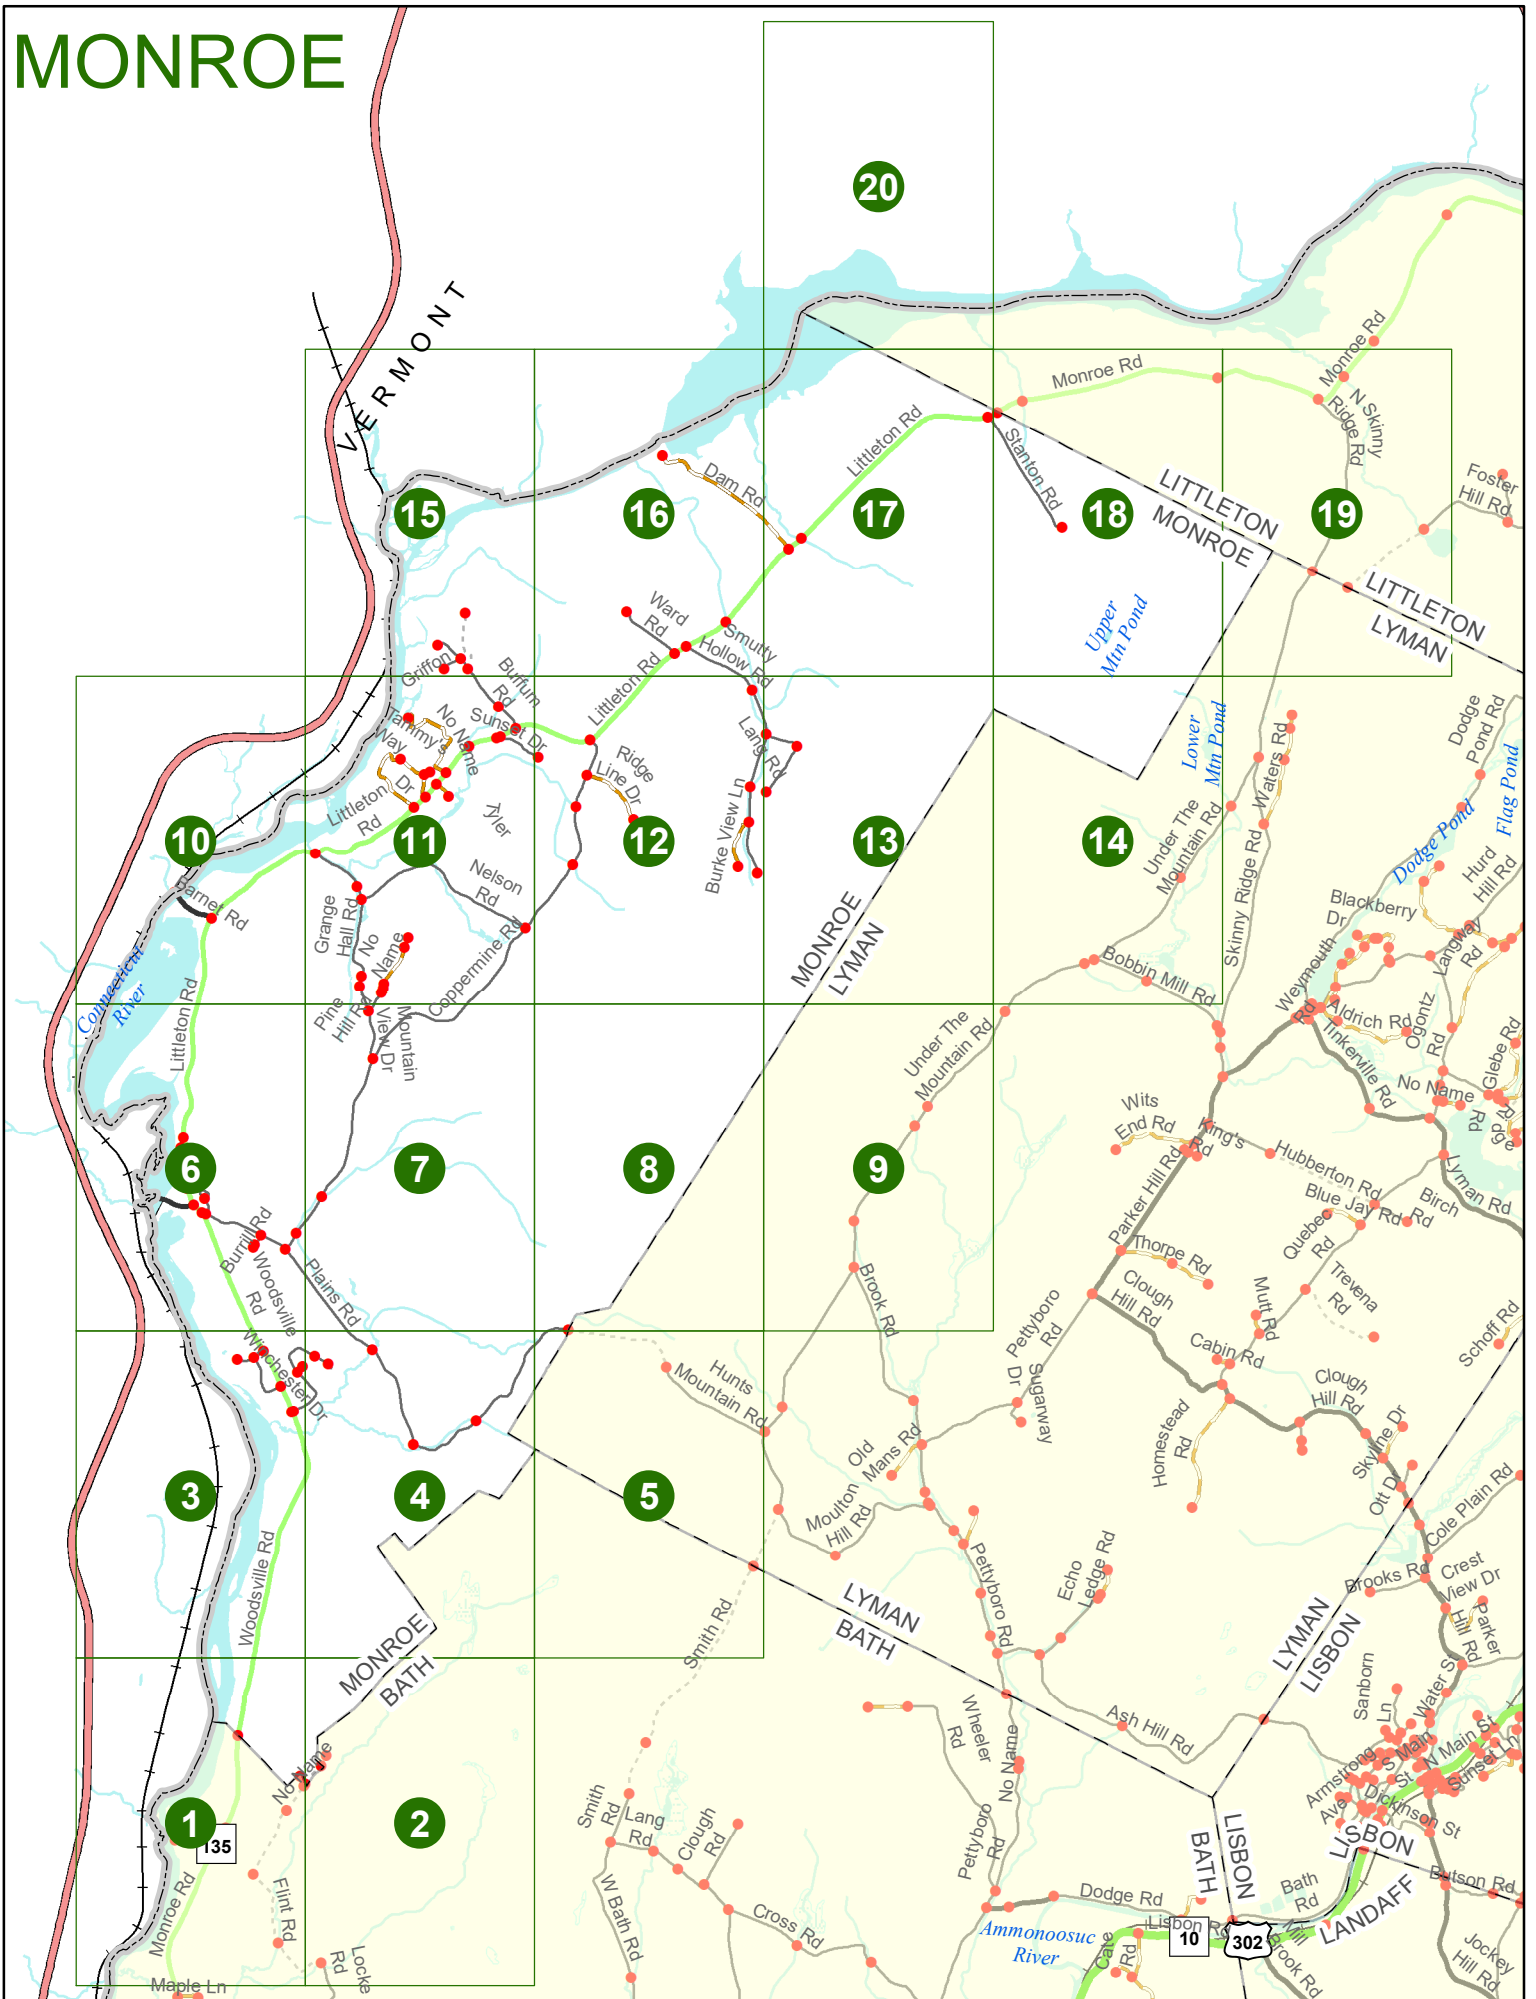 MONROE
20
VERMONT
Monroe Rd
Monroe Rd
N Skinny
Ridge Rd
Littleton Rd
Stanton Rd
Dam Rd
Foster
Hill Rd
15
16
17
18
19
LITTLETON
MONROE
LITTLETON
LYMAN
Ward
Rd
Smutty
Hollow Rd
Upper
Mtn Pond
Griffon
Buffum
Rd
Littleton Rd
Tammy's
Way
No Name
Dr
Sunset Dr
Lang Rd
Ridge
Line Dr
Lower
Mtn Pond
Waters Rd
Dodge
Pond Rd
Flag Pond
Littleton
Rd
Tyler
Burke View Ln
Under The
Mountain Rd
Dodge Pond
Hurd
Hill Rd
10
11
12
13
14
Barnet Rd
Nelson
Rd
Grange
Hall Rd
No
Name
Coppermine Rd
MONROE
LYMAN
Skinny Ridge Rd
Blackberry
Dr
Langway
Rd
Weymouth
Rd
Bobbin Mill Rd
Connecticut
River
Littleton Rd
Pine
Hill Rd
Mountain
View Dr
Under The
Mountain Rd
Aldrich Rd
Ogontz
Rd
Tinkerville Rd
Glebe Rd
No Name
Rd
Ridge
Wits
End Rd
King's
Rd
Hubberton Rd
Lyman Rd
6
7
8
9
Parker Hill Rd
Blue Jay Rd
Birch
Rd
Burrill Rd
Woodsville
Rd
Plains Rd
Brook Rd
Thorpe Rd
Quebec
Rd
Clough
Hill Rd
Trevena
Rd
Mutt Rd
Pettyboro
Rd
Schoff Rd
Winchester Dr
Hunts
Mountain Rd
Sugarway
Dr
Cabin Rd
Clough
Hill Rd
Homestead
Rd
Skyline Dr
Old
Mans Rd
Ott Dr
Cole Plain Rd
3
4
5
Moulton
Hill Rd
Woodsville Rd
Pettyboro Rd
Echo
Ledge Rd
Brooks Rd
Crest
View Dr
Parker
Hill Rd
Smith Rd
LYMAN
BATH
LYMAN
LISBON
MONROE
BATH
Sanborn
Ln
Water St
Wheeler
Rd
No Name
Ash Hill Rd
S Main
St
N Main St
Sunset Ln
Armstrong
Ave
Dickinson St
No Name
1
135
2
Smith
Rd
Lang
Rd
Clough
Rd
Pettyboro
Rd
LISBON
BATH
LISBON
LANDAFF
Butson Rd
Monroe Rd
Flint Rd
Locke
Rd
W Bath Rd
Cross Rd
Dodge Rd
Bath
Rd
Ammonoosuc
River
Cate
Rd
Lisbon Rd
10
302
Mill
Brook Rd
Jockey
Hill Rd
Maple Ln